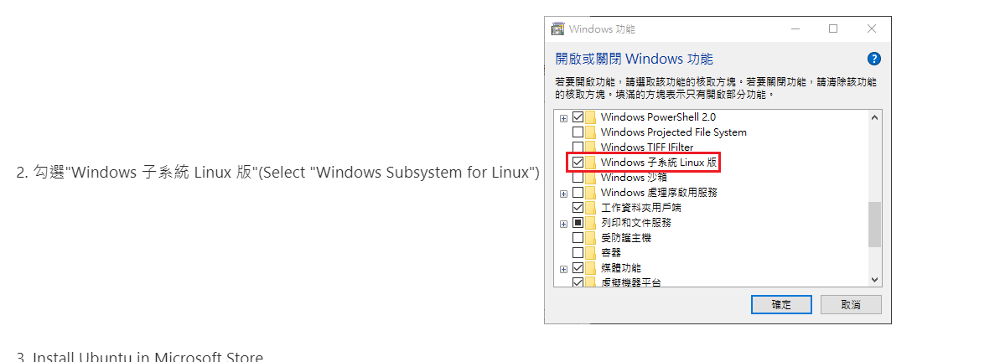 2. 勾選"Windows 子系統 Linux 版"(Select "Windows Subsystem for Linux")
Windows 功能
開啟或關閉 Windows 功能
若要開啟功能，請選取該功能的核取方塊。若要關閉功能，請清除該功能
的核取方塊。填滿的方塊表示只有開啟部分功能。
Windows PowerShell 2.0
Windows Projected File System
Windows TIFF IFilter
Windows 子系統 Linux 版
Windows 沙箱
Windows 處理序啟用服務
工作資料夾用戶端
列印和文件服務
受防護主機
容器
媒體功能
虛擬機器平台
確定
取消
3. Install Ubuntu in Microsoft Store